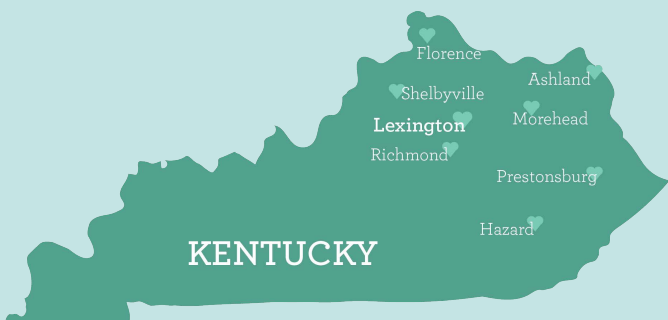 Florence
Ashland
Shelbyville
Morehead
Lexington
Richmond
Prestonsburg
Hazard
KENTUCKY